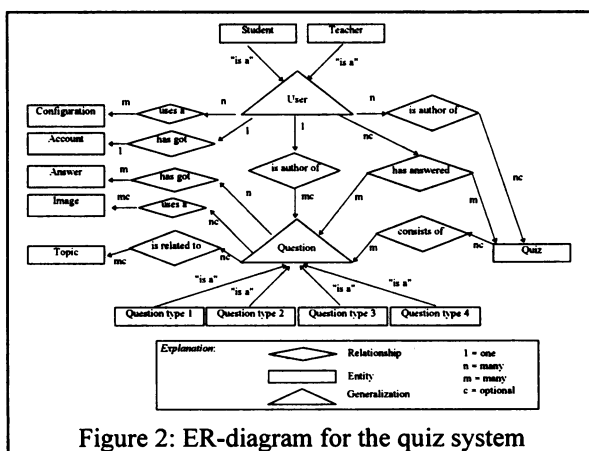 Student Teacher
"is a" "is a"
User
Configuration m uses a n
n is author of
Account 1 has got 1
1 nc
Answer m has got n
is author of
has answered
nc
Image mc uses a nc
mc m m
Topic mc is related to nc
Question
m consists of nc
Quiz
"is a" "is a" "is a" "is a"
Question type 1 Question type 2 Question type 3 Question type 4
Explanation:
Relationship
Entity
Generalization
1 = one
n = many
m = many
c = optional
Figure 2: ER-diagram for the quiz system